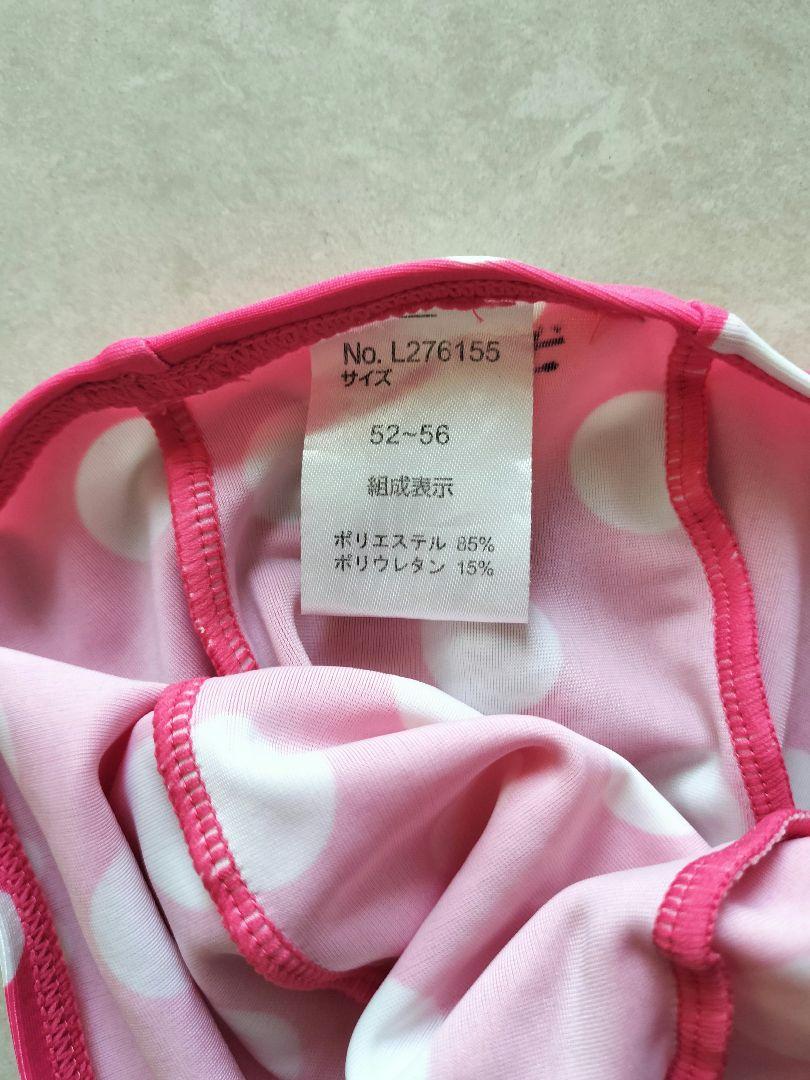 No. L276155
サイズ
52~56
組成表示
ポリエステル 85%
ポリウレタン 15%